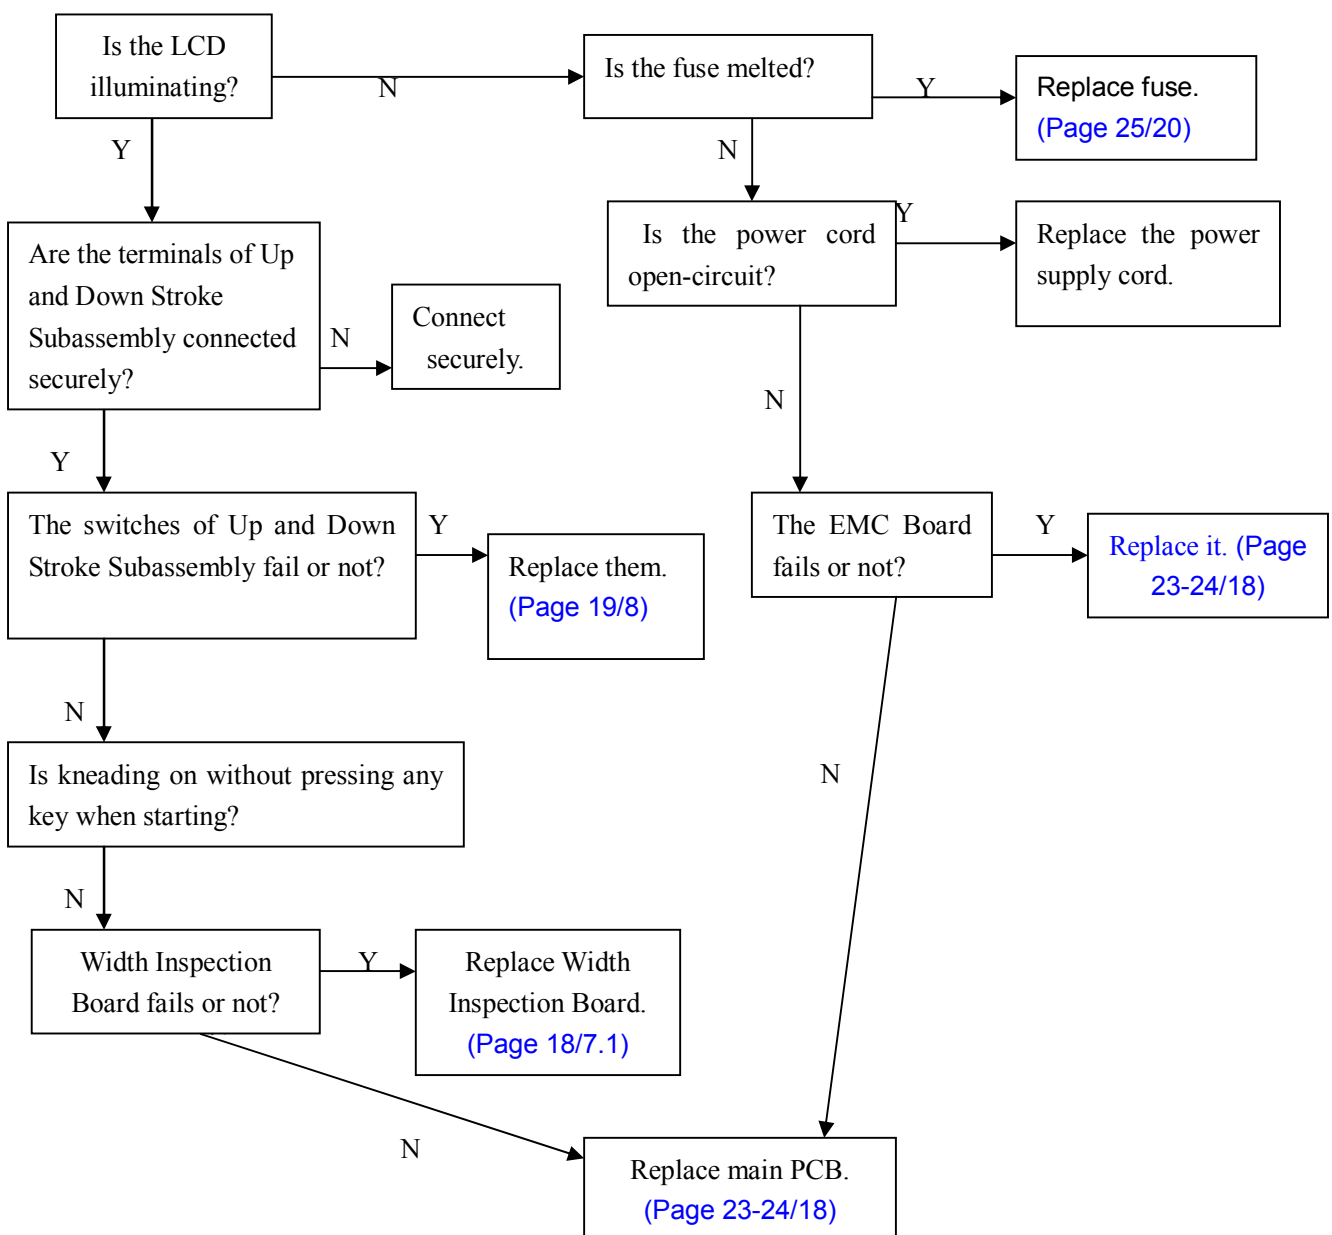 Is the LCD
illuminating?
N
Is the fuse melted?
Y
Replace fuse.
(Page 25/20)
Y
N
Are the terminals of Up
and Down Stroke
Subassembly connected
securely?
N
Connect
securely.
Is the power cord
open-circuit?
Y
Replace the power
supply cord.
Y
N
The switches of Up and Down
Stroke Subassembly fail or not?
Y
Replace them.
(Page 19/8)
The EMC Board
fails or not?
Y
Replace it. (Page
23-24/18)
N
Is kneading on without pressing any
key when starting?
N
N
Width Inspection
Board fails or not?
Y
Replace Width
Inspection Board.
(Page 18/7.1)
N
Replace main PCB.
(Page 23-24/18)